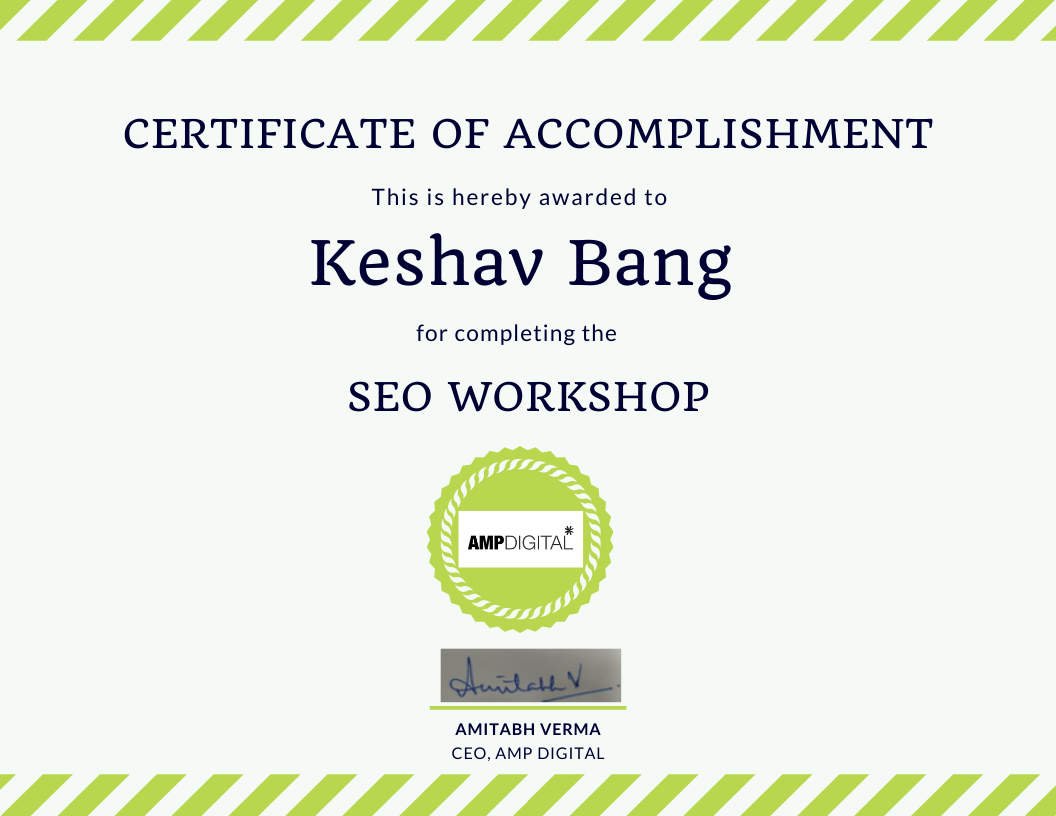 CERTIFICATE OF ACCOMPLISHMENT
This is hereby awarded to
Keshav Bang
for completing the
SEO WORKSHOP
AMPDIGITAL*
Amitabh V.
AMITABH VERMA
CEO, AMP DIGITAL